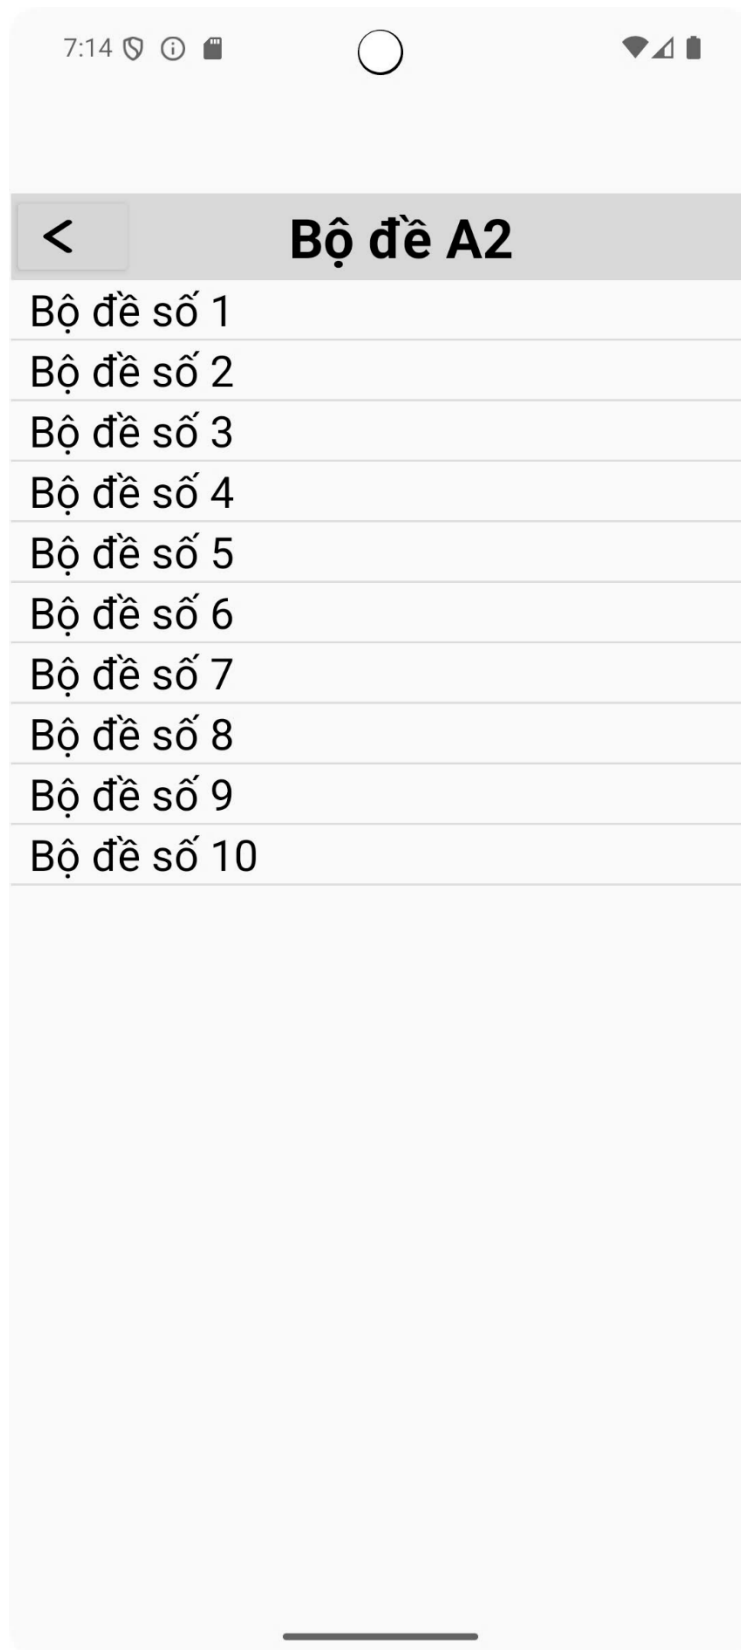 7:14
<
Bộ đề A2
Bộ đề số 1
Bộ đề số 2
Bộ đề số 3
Bộ đề số 4
Bộ đề số 5
Bộ đề số 6
Bộ đề số 7
Bộ đề số 8
Bộ đề số 9
Bộ đề số 10